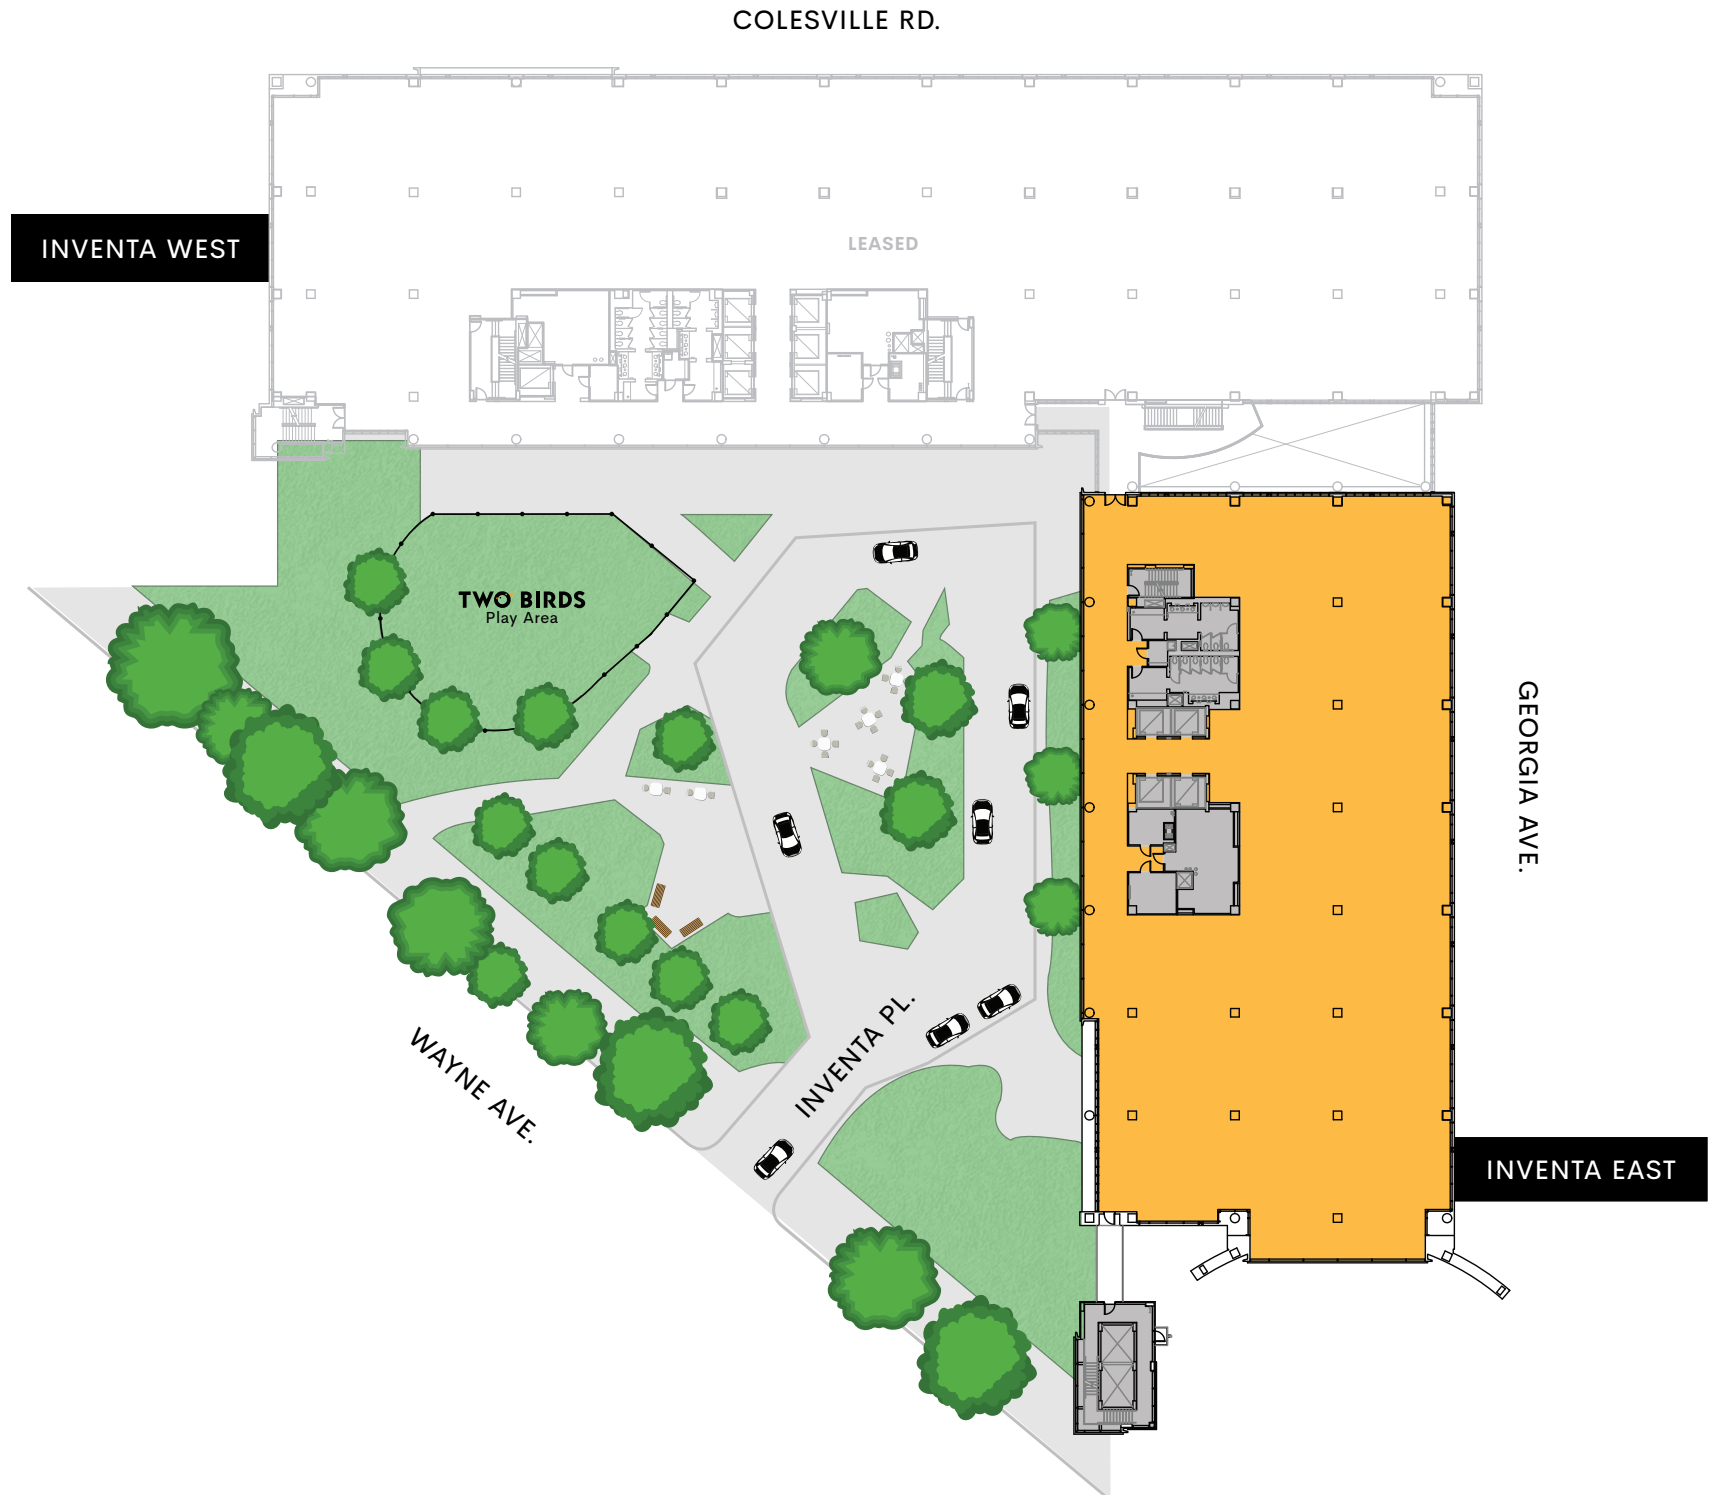 COLESVILLE RD.
INVENTA WEST
LEASED
TWO BIRDS
Play Area
GEORGIA AVE.
INVENTA PL.
WAYNE AVE.
INVENTA EAST